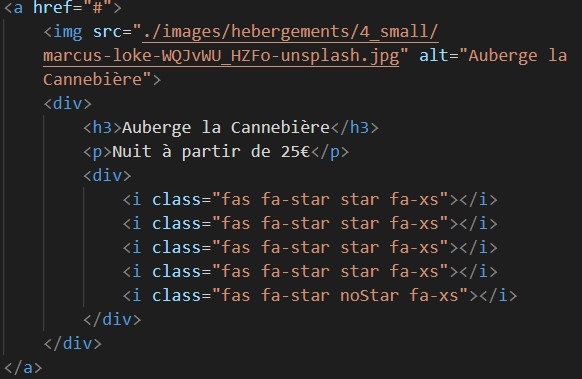 <a href="#">
<img src="./images/hebergements/4_small/
marcus-loke-WQJvWU_HZFo-unsplash.jpg" alt="Auberge la
Cannebière">
<div>
<h3>Auberge la Cannebière</h3>
<p>Nuit à partir de 25€</p>
<div>
<i class="fas fa-star star fa-xs"></i>
<i class="fas fa-star star fa-xs"></i>
<i class="fas fa-star star fa-xs"></i>
<i class="fas fa-star star fa-xs"></i>
<i class="fas fa-star noStar fa-xs"></i>
</div>
</div>
</a>